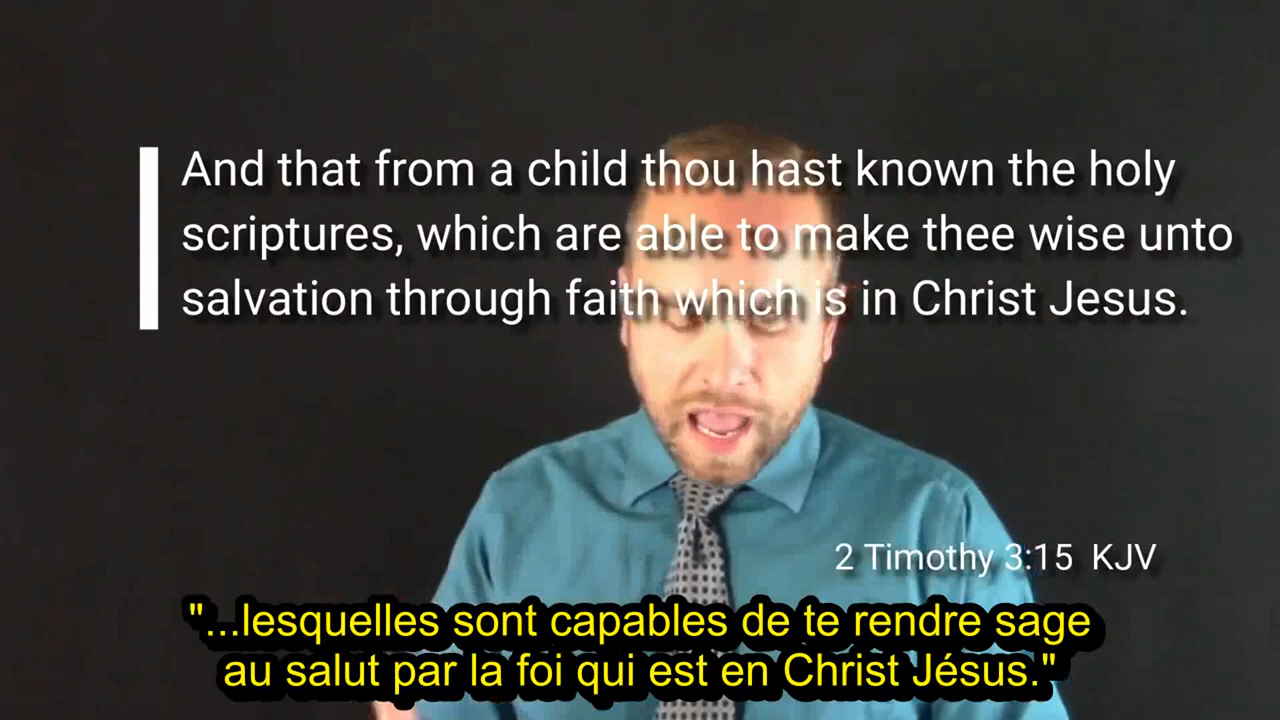 And that from a child thou hast known the holy
scriptures, which are able to make thee wise unto
salvation through faith which is in Christ Jesus.
2 Timothy 3:15 KJV
"...lesquelles sont capables de te rendre sage
au salut par la foi qui est en Christ Jésus."